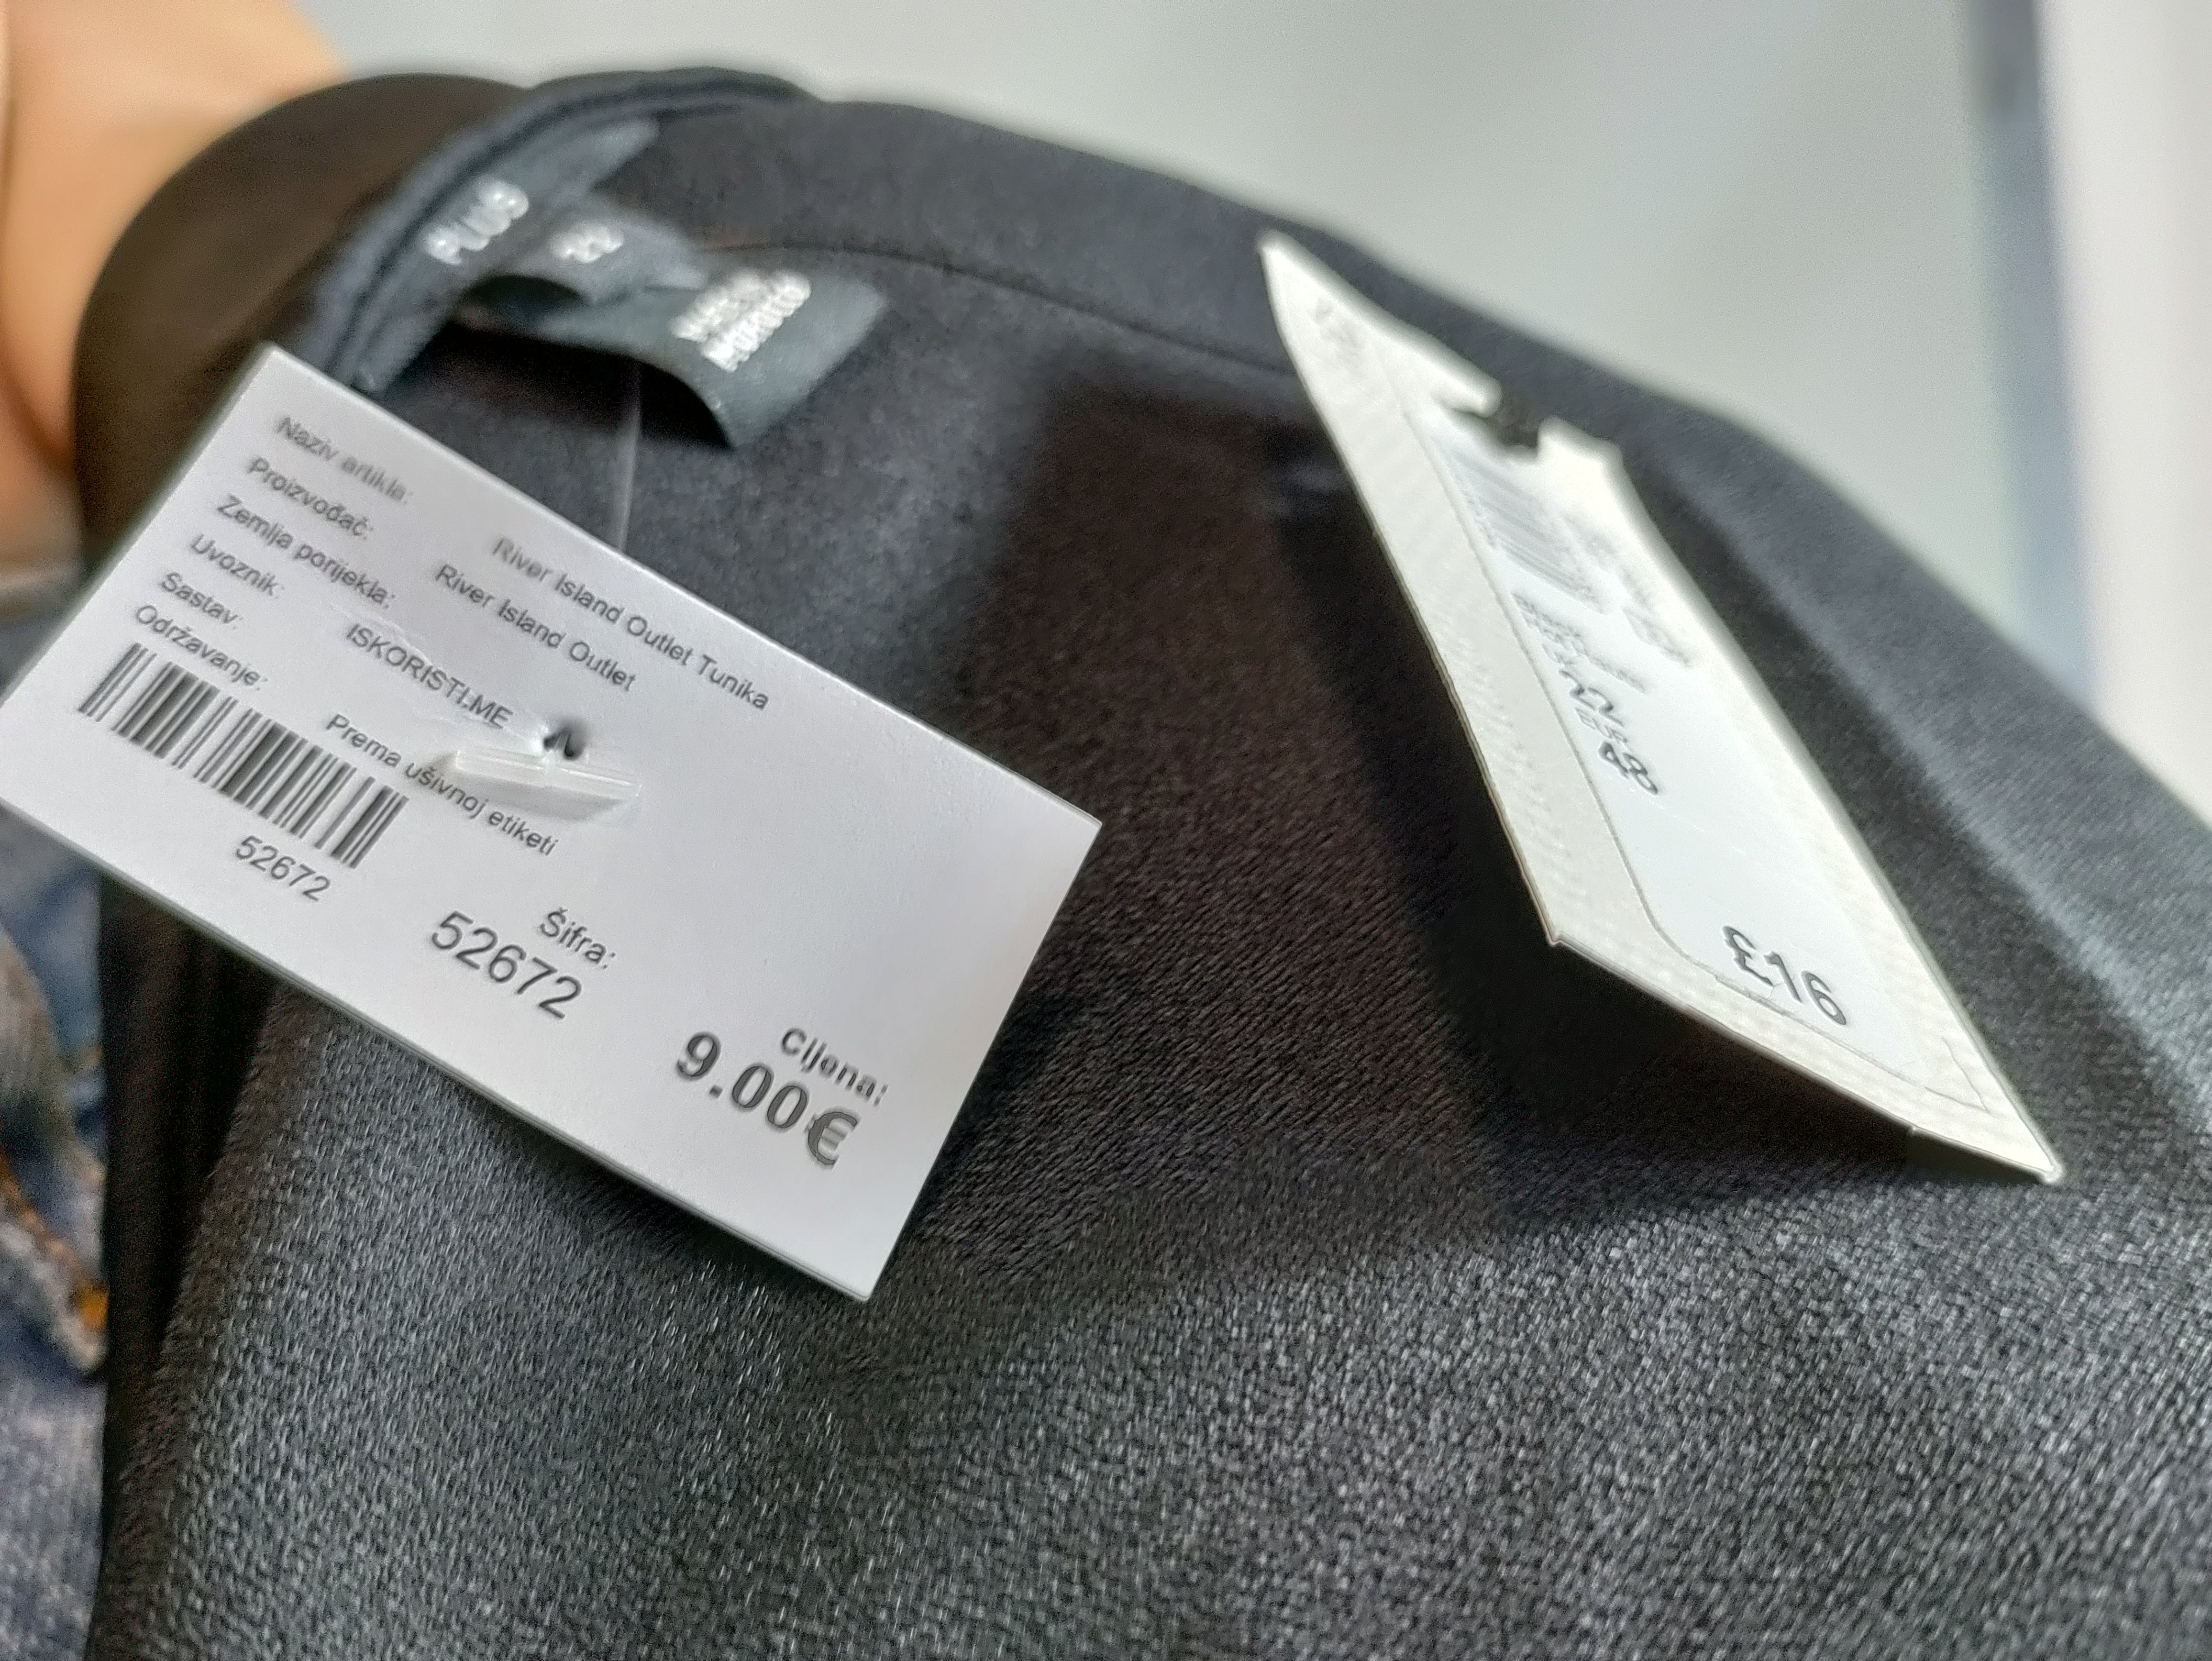 Naziv artikla: River Island Outlet Tunika
Proizvođač: River Island Outlet
Zemlja porijekla:
Uvoznik: ISKORISTI.ME
Sastav:
Održavanje: Prema ušivnoj etiketi
52672
Šifra:
52672
Cijena:
9.00€
PLUS
£16